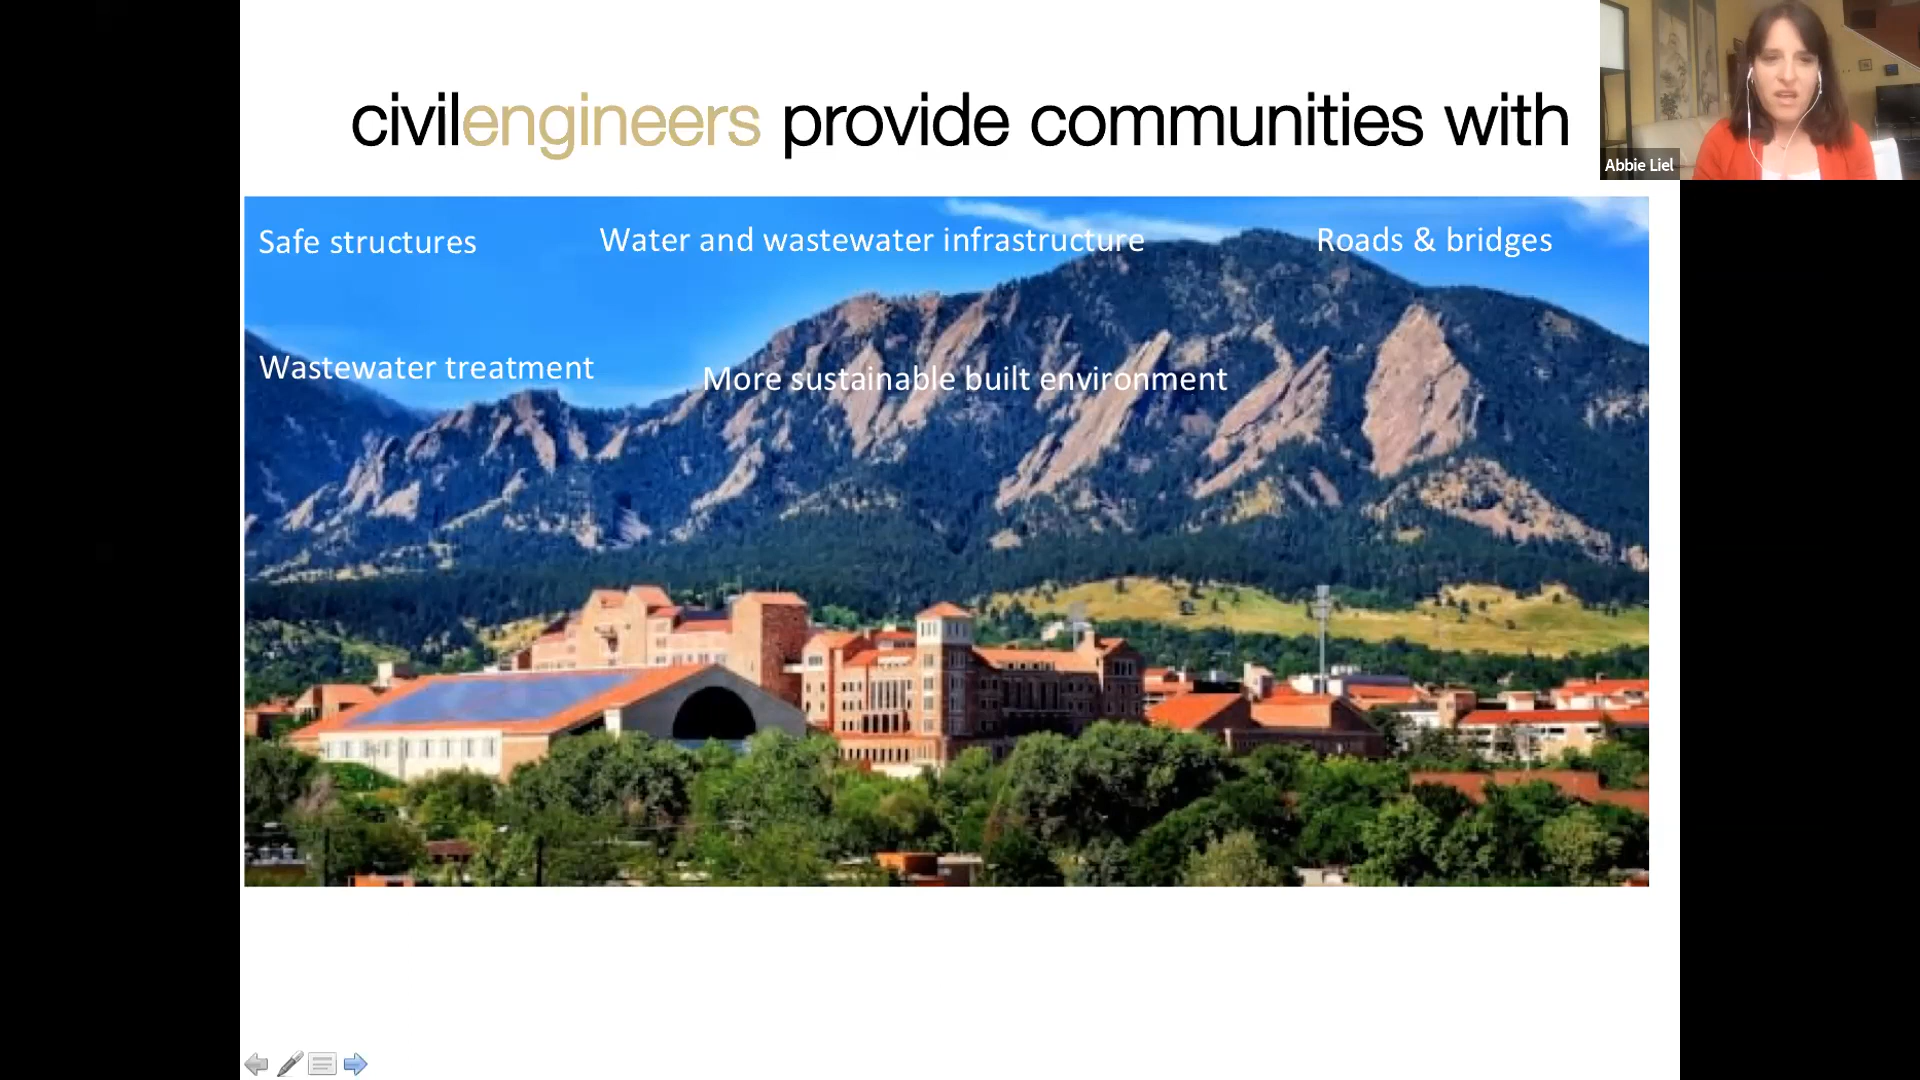 civilengineers provide communities with
Abbie Liel
Safe structures
Water and wastewater infrastructure
Roads & bridges
Wastewater treatment
More sustainable built environment